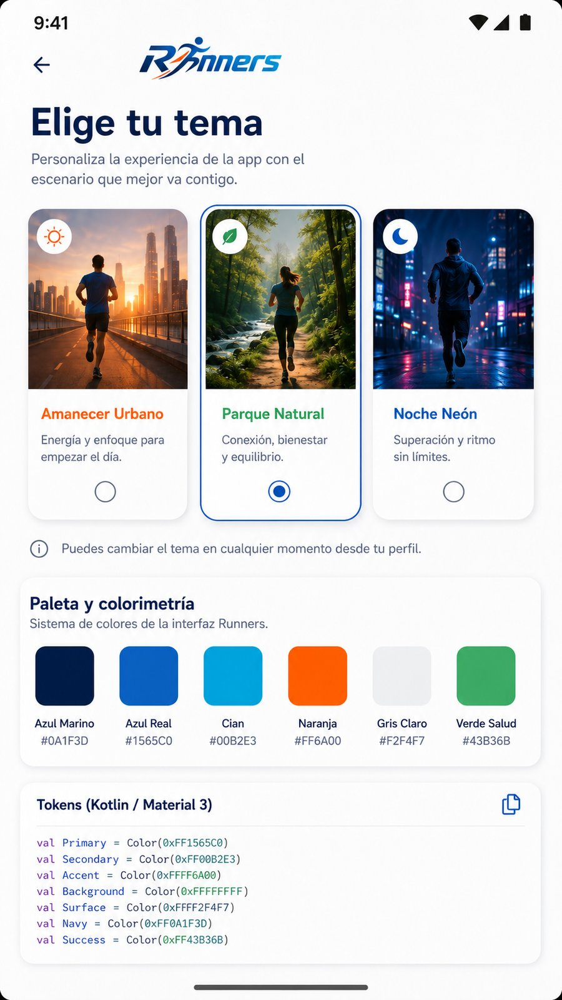 9:41
Runners
Elige tu tema
Personaliza la experiencia de la app con el
escenario que mejor va contigo.
Amanecer Urbano
Energía y enfoque para
empezar el día.
Parque Natural
Conexión, bienestar
y equilibrio.
Noche Neón
Superación y ritmo
sin límites.
Puedes cambiar el tema en cualquier momento desde tu perfil.
Paleta y colorimetría
Sistema de colores de la interfaz Runners.
Azul Marino
#0A1F3D
Azul Real
#1565C0
Cian
#00B2E3
Naranja
#FF6A00
Gris Claro
#F2F4F7
Verde Salud
#43B36B
Tokens (Kotlin / Material 3)
val Primary = Color(0xFF1565C0)
val Secondary = Color(0xFF00B2E3)
val Accent = Color(0xFFFF6A00)
val Background = Color(0xFFFFFFFF)
val Surface = Color(0xFFFF2F4F7)
val Navy = Color(0xFF0A1F3D)
val Success = Color(0xFF43B36B)